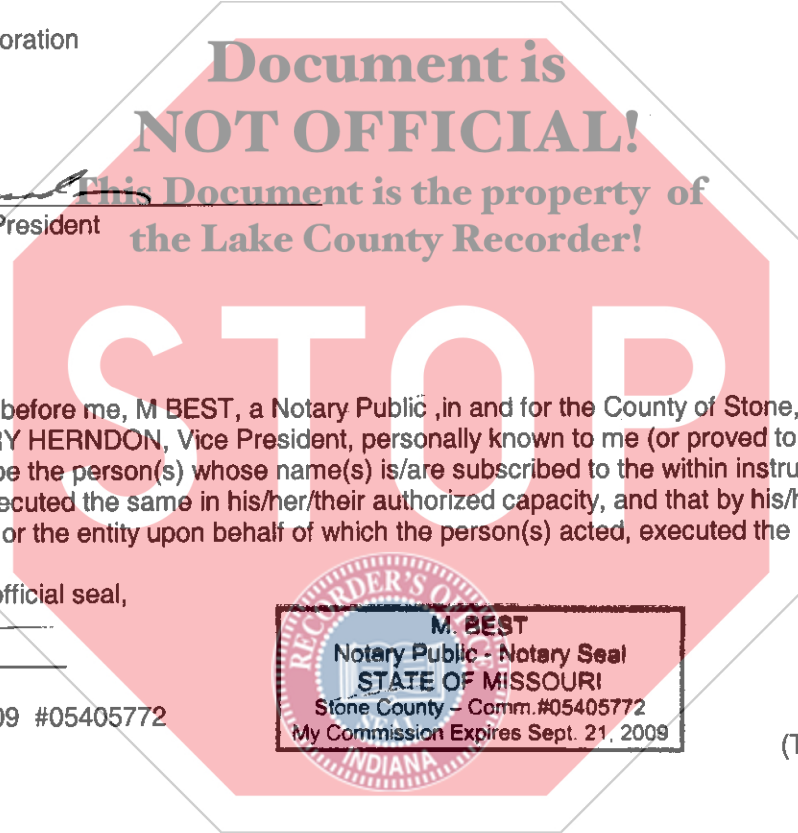 oration
Document is
NOT OFFICIAL!
This Document is the property of
President
the Lake County Recorder!
STOP
before me, M BEST, a Notary Public ,in and for the County of Stone,
RY HERNDON, Vice President, personally known to me (or proved to
be the person(s) whose name(s) is/are subscribed to the within instru
ecuted the same in his/her/their authorized capacity, and that by his/h
or the entity upon behalf of which the person(s) acted, executed the
official seal,
RECORDER'S OFFICE
SEAL
INDIANA
M. BEST
Notary Public - Notary Seal
STATE OF MISSOURI
Stone County – Comm.#05405772
My Commission Expires Sept. 21, 2009
09 #05405772
(T